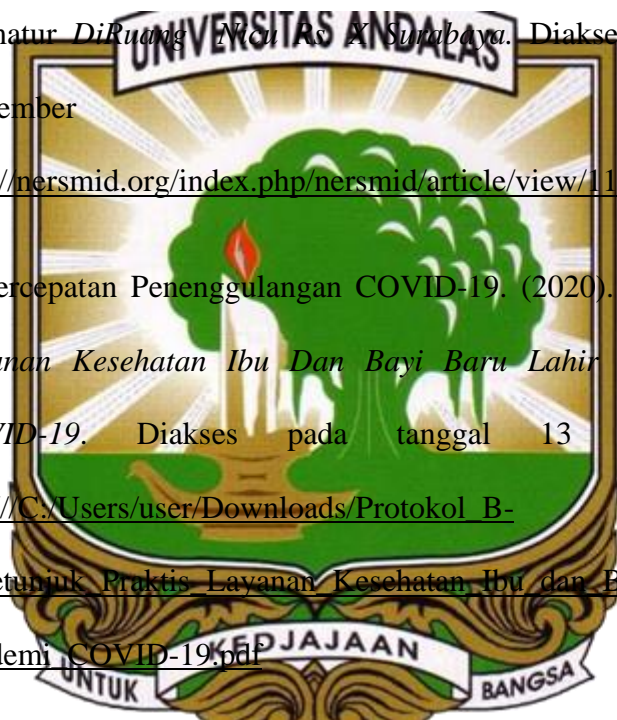 natur DiRuang Nicu Rs X Surabaya. Diakse
UNIVERSITAS ANDALAS
ember
//nersmid.org/index.php/nersmid/article/view/11
ercepatan Penenggulangan COVID-19. (2020).
anan Kesehatan Ibu Dan Bayi Baru Lahir
VID-19. Diakses pada tanggal 13
//C:/Users/user/Downloads/Protokol_B-
etunjuk_Praktis_Layanan_Kesehatan_Ibu_dan_B
demi_COVID-19.pdf
UNTUK KEDJAJAAN BANGSA